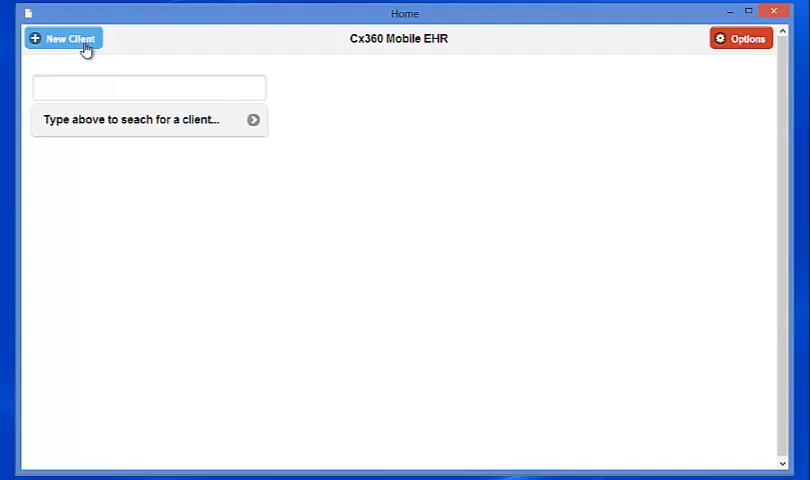 Home
New Client
Cx360 Mobile EHR
Options
Type above to seach for a client...